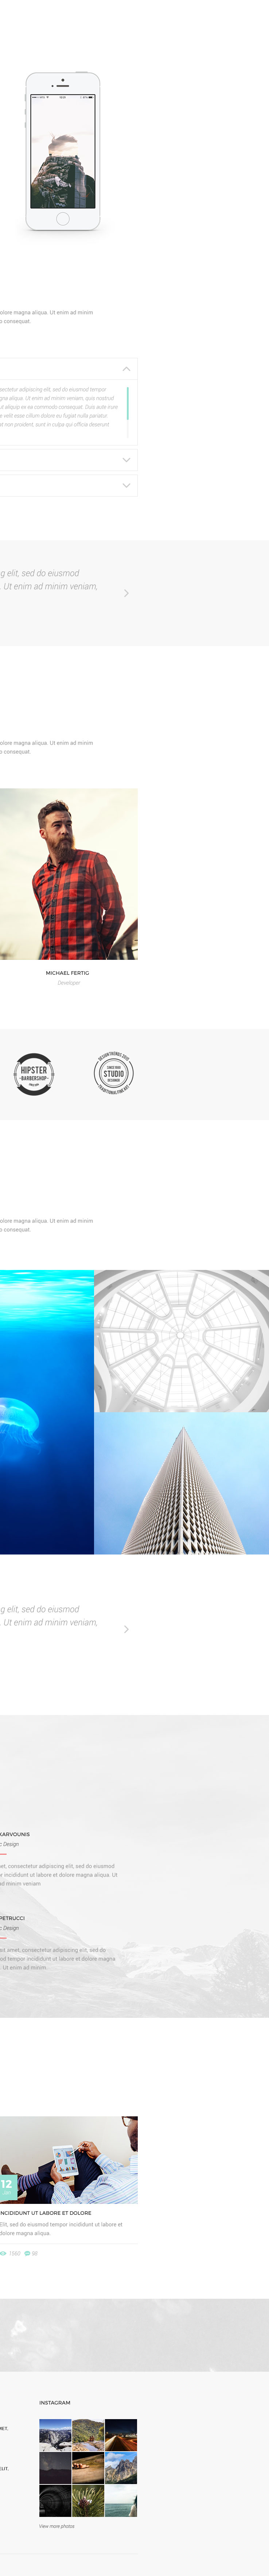 olore magna aliqua. Ut enim ad minim
o consequat.
sectetur adipiscing elit, sed do eiusmod tempor
gna aliqua. Ut enim ad minim veniam, quis nostrud
ut aliquip ex ea commodo consequat. Duis aute irure
e velit esse cillum dolore eu fugiat nulla pariatur.
at non proident, sunt in culpa qui officia deserunt
g elit, sed do eiusmod
. Ut enim ad minim veniam,
olore magna aliqua. Ut enim ad minim
o consequat.
MICHAEL FERTIG
Developer
HIPSTER
BARBERSHOP
STUDIO
olore magna aliqua. Ut enim ad minim
o consequat.
g elit, sed do eiusmod
. Ut enim ad minim veniam,
KARVOUNIS
c Design
et, consectetur adipiscing elit, sed do eiusmod
r incididunt ut labore et dolore magna aliqua. Ut
ad minim veniam
PETRUCCI
c Design
sit amet, consectetur adipiscing elit, sed do
od tempor incididunt ut labore et dolore magna
. Ut enim ad minim.
12
INCIDIDUNT UT LABORE ET DOLORE
Elit, sed do eiusmod tempor incididunt ut labore et
dolore magna aliqua.
1560 98
INSTAGRAM
MET,
ELIT,
View more photos